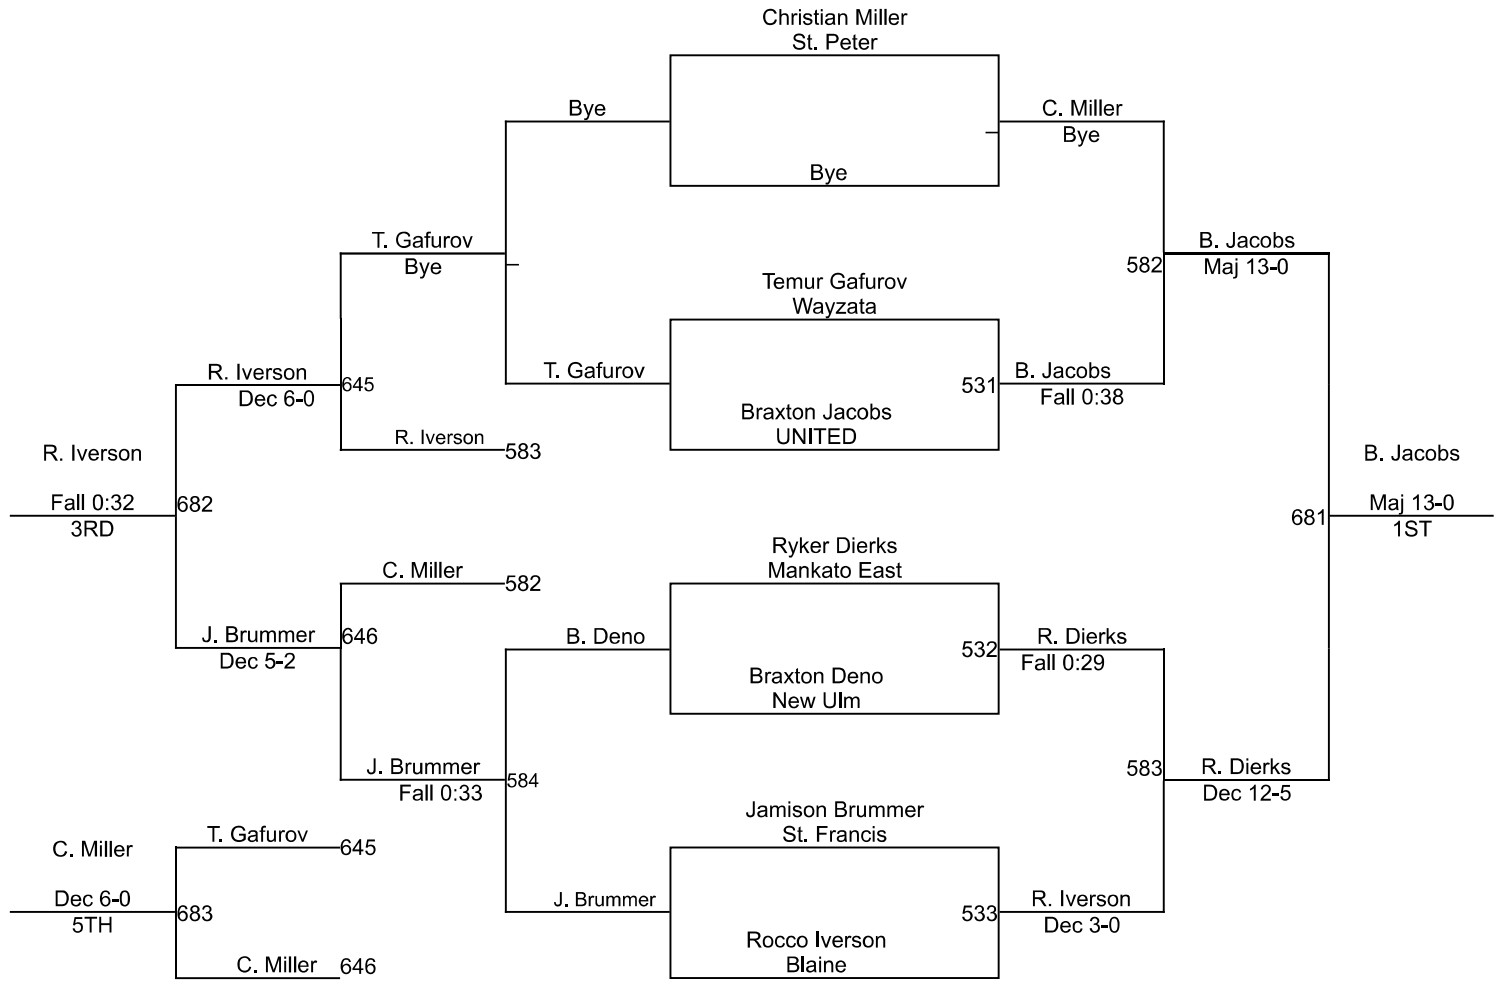 Christian Miller
St. Peter
Bye
C. Miller
Bye
Bye
T. Gafurov
Bye
B. Jacobs
582
Maj 13-0
Temur Gafurov
Wayzata
R. Iverson
645
Dec 6-0
T. Gafurov
531
B. Jacobs
Fall 0:38
Braxton Jacobs
UNITED
R. Iverson
583
R. Iverson
B. Jacobs
Fall 0:32
682
3RD
681
Maj 13-0
1ST
Ryker Dierks
Mankato East
C. Miller
582
J. Brummer
646
Dec 5-2
B. Deno
532
R. Dierks
Fall 0:29
Braxton Deno
New Ulm
J. Brummer
584
Fall 0:33
583
R. Dierks
Dec 12-5
Jamison Brummer
St. Francis
T. Gafurov
645
C. Miller
Dec 6-0
683
5TH
J. Brummer
533
R. Iverson
Dec 3-0
Rocco Iverson
Blaine
C. Miller
646